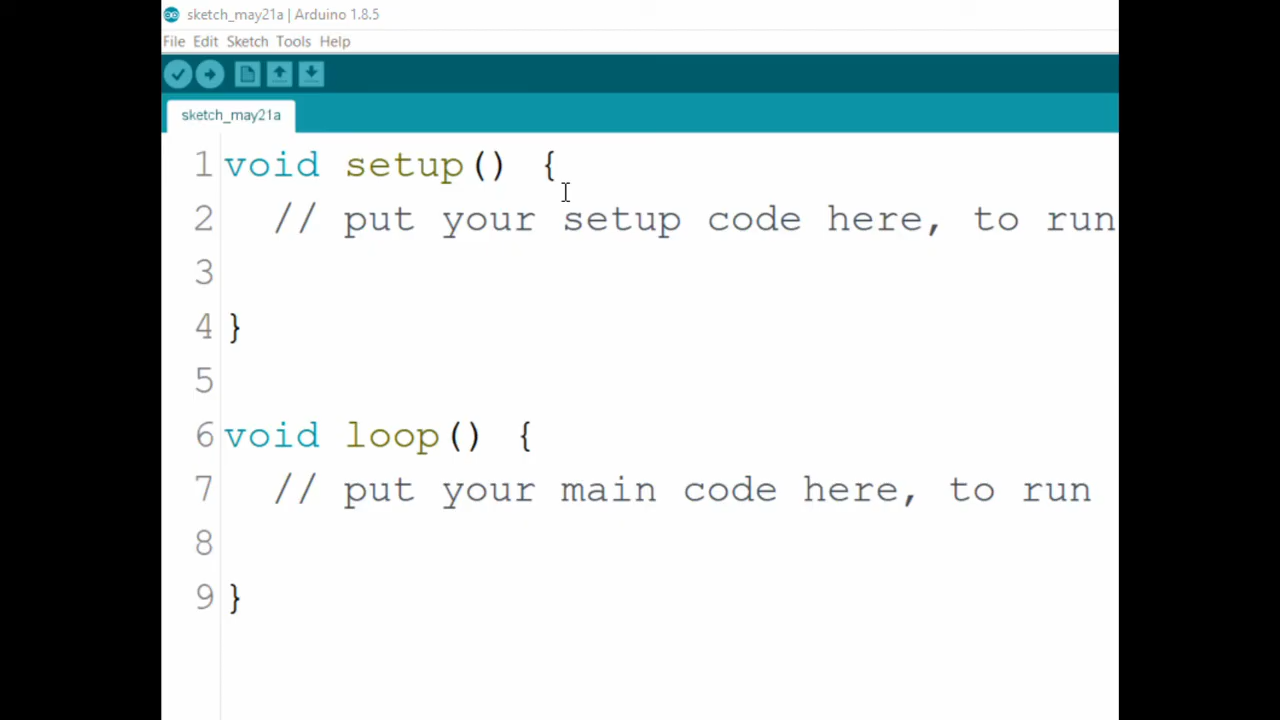 sketch_may21a | Arduino 1.8.5
File Edit Sketch Tools Help
sketch_may21a
1 void setup() {
2 // put your setup code here, to run
3
4 }
5
6 void loop() {
7 // put your main code here, to run
8
9 }